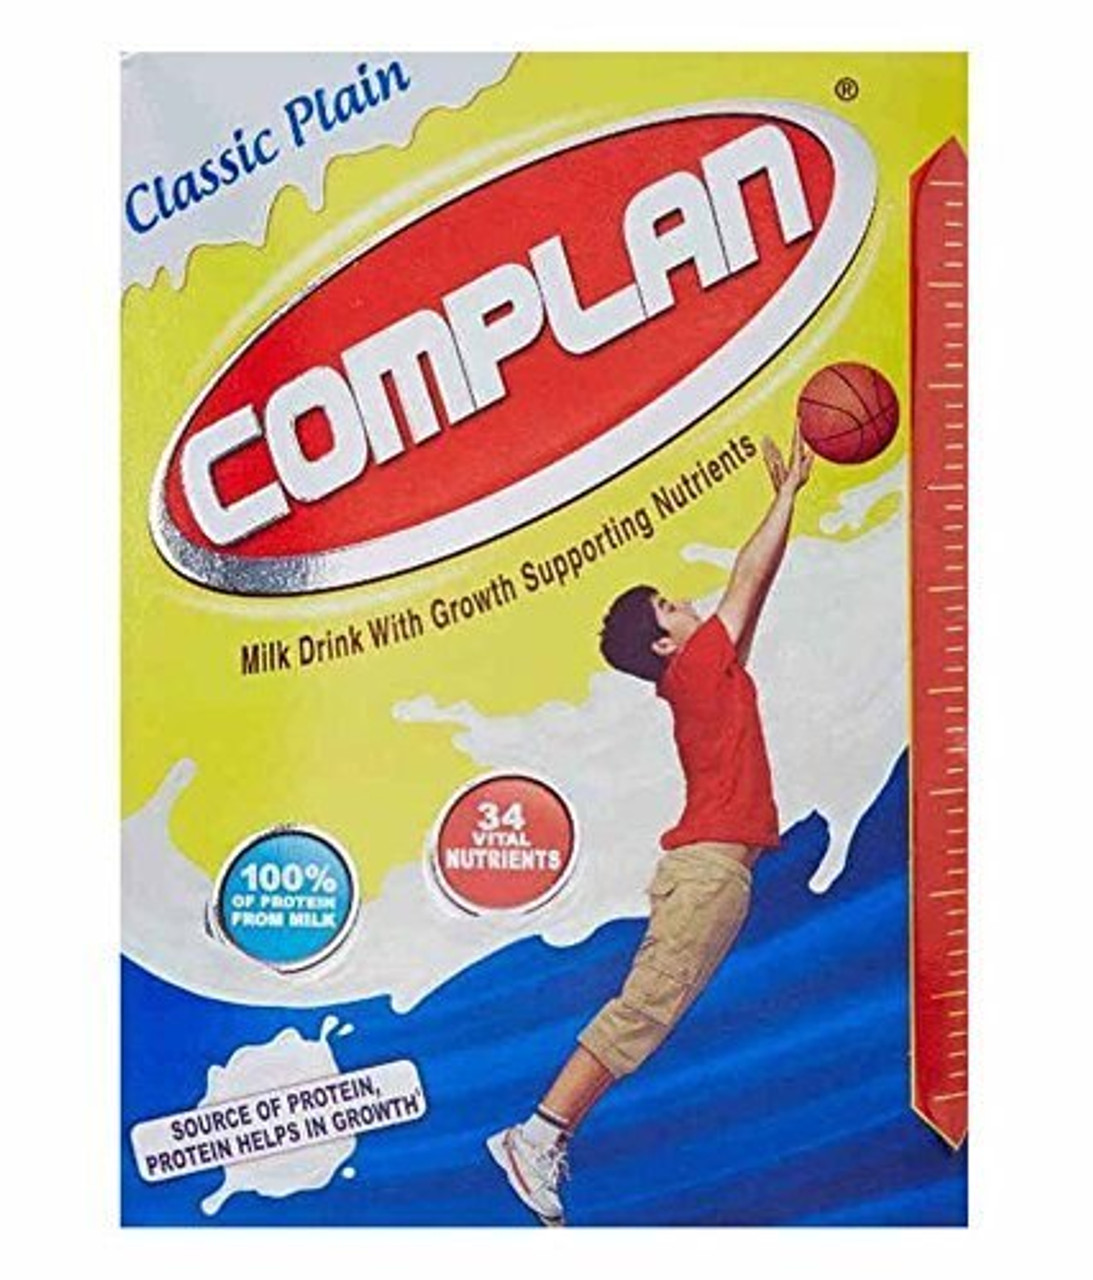 Classic Plain
®
COMPLAN
Milk Drink With Growth Supporting Nutrients
34
VITAL
NUTRIENTS
100%
OF PROTEIN
FROM MILK
SOURCE OF PROTEIN,
PROTEIN HELPS IN GROWTH¹